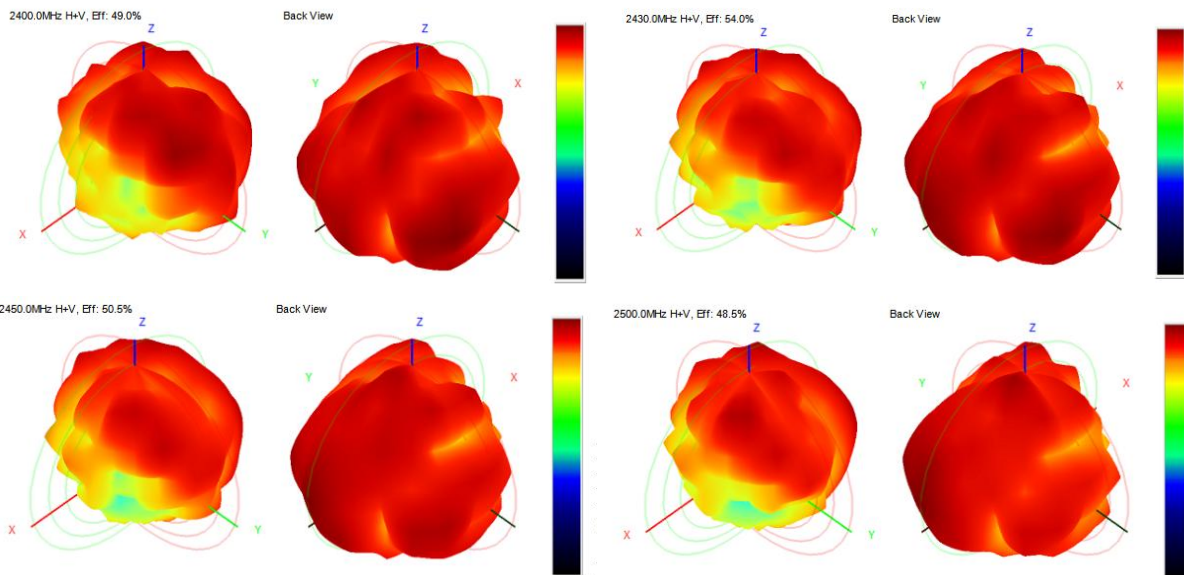 2400.0MHz H+V, Eff: 49.0%
Back View
Z
Z
Y
X
X
Y
2430.0MHz H+V, Eff: 54.0%
Back View
Z
Z
Y
X
X
Y
2450.0MHz H+V, Eff: 50.5%
Back View
Z
Z
Y
X
X
Y
2500.0MHz H+V, Eff: 48.5%
Back View
Z
Z
Y
X
X
Y